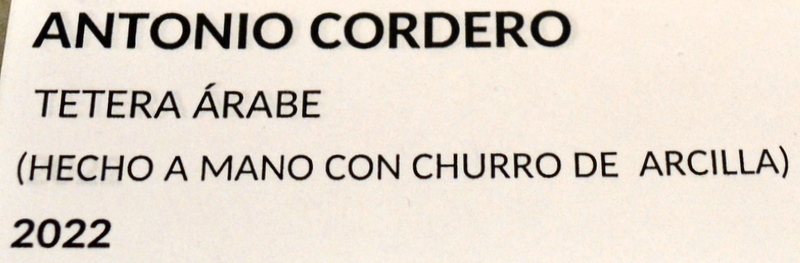 ANTONIO CORDERO
TETERA ÁRABE
(HECHO A MANO CON CHURRO DE ARCILLA)
2022